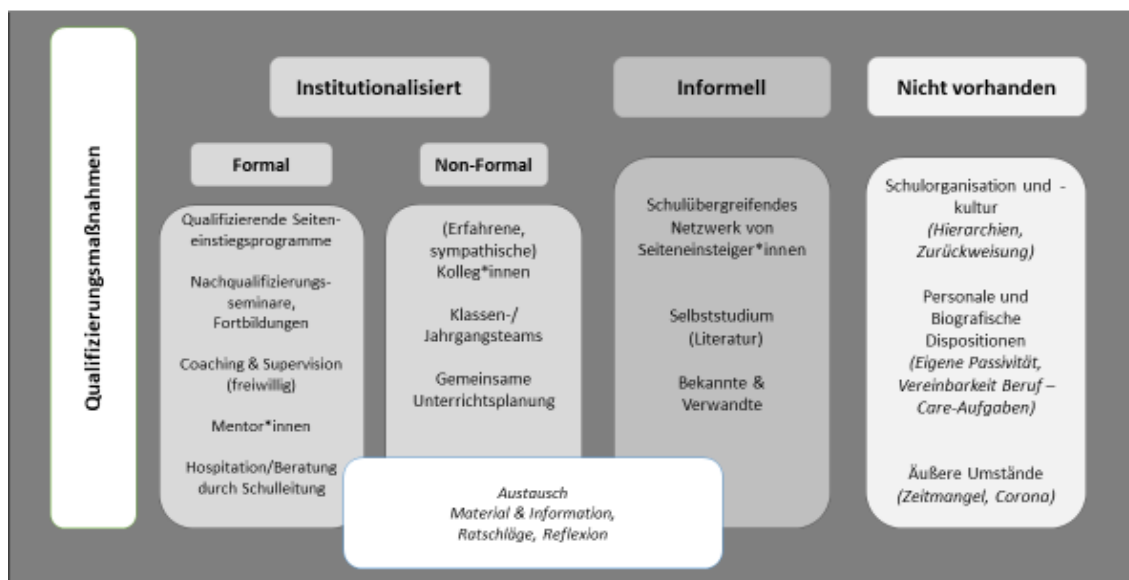 Qualifizierungsmaßnahmen
Institutionalisiert
Formal
Qualifizierende Seiten-
einstiegsprogramme
Nachqualifizierungs-
seminare,
Fortbildungen
Coaching & Supervision
(freiwillig)
Mentor*innen
Hospitation/Beratung
durch Schulleitung
Non-Formal
(Erfahrene,
sympathische)
Kolleg*innen
Klassen-/
Jahrgangsteams
Gemeinsame
Unterrichtsplanung
Informell
Schulübergreifendes
Netzwerk von
Seiteneinsteiger*innen
Selbststudium
(Literatur)
Bekannte &
Verwandte
Austausch
Material & Information,
Ratschläge, Reflexion
Nicht vorhanden
Schulorganisation und -
kultur
(Hierarchien,
Zurückweisung)
Personale und
Biografische
Dispositionen
(Eigene Passivität,
Vereinbarkeit Beruf –
Care-Aufgaben)
Äußere Umstände
(Zeitmangel, Corona)